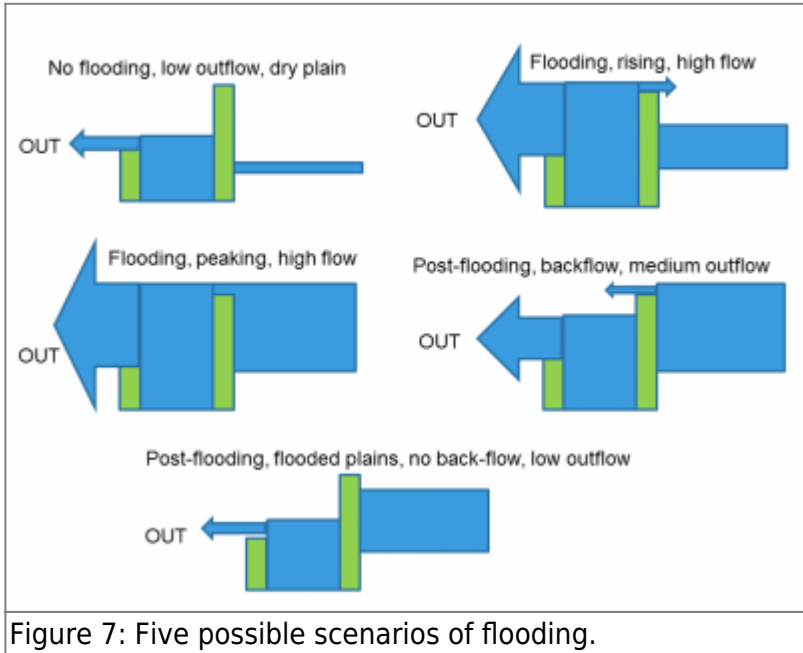 No flooding, low outflow, dry plain
OUT
Flooding, rising, high flow
OUT
Flooding, peaking, high flow
OUT
Post-flooding, backflow, medium outflow
OUT
Post-flooding, flooded plains, no back-flow, low outflow
OUT
Figure 7: Five possible scenarios of flooding.